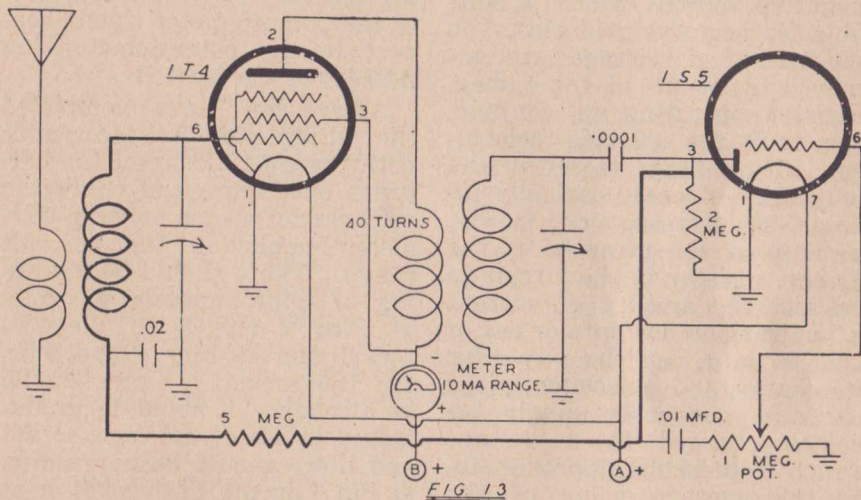 1T4
2
3
6
1
40 TURNS
.02
5 MEG.
- 
METER
10 MA RANGE
+
B +
FIG. 13
1S5
.0001
3
6
1
7
2
MEG.
A +
.01 MFD.
1 MEG.
POT.